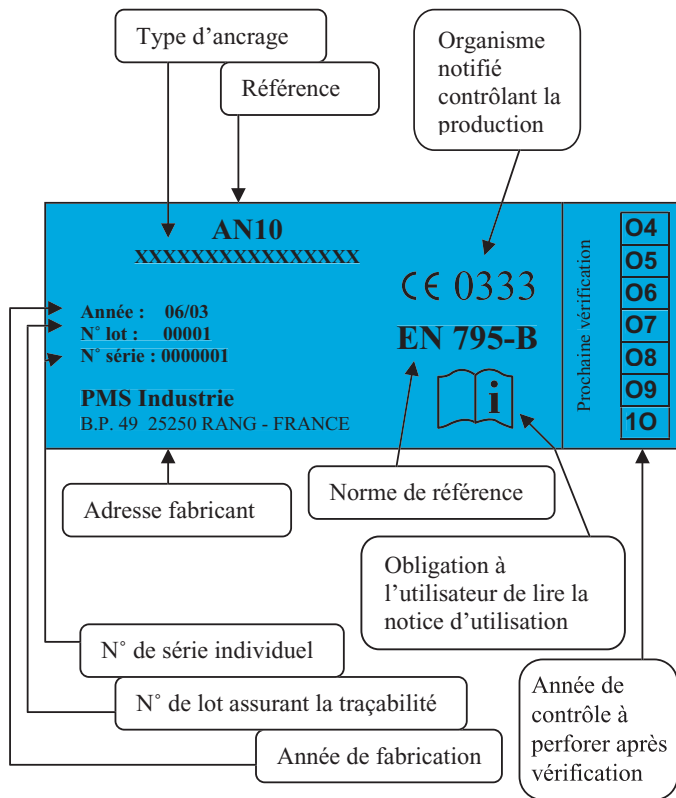 Type d’ancrage
Référence
Organisme
notifié
contrôlant la
production
AN10
XXXXXXXXXXXXXXXX
CE 0333
Année : 06/03
N° lot : 00001
N° série : 0000001
EN 795-B
i
PMS Industrie
B.P. 49 25250 RANG - FRANCE
Prochaine vérification
O4
O5
O6
O7
O8
O9
1O
Adresse fabricant
Norme de référence
Obligation à
l’utilisateur de lire la
notice d’utilisation
N° de série individuel
N° de lot assurant la traçabilité
Année de fabrication
Année de
contrôle à
perforer après
vérification